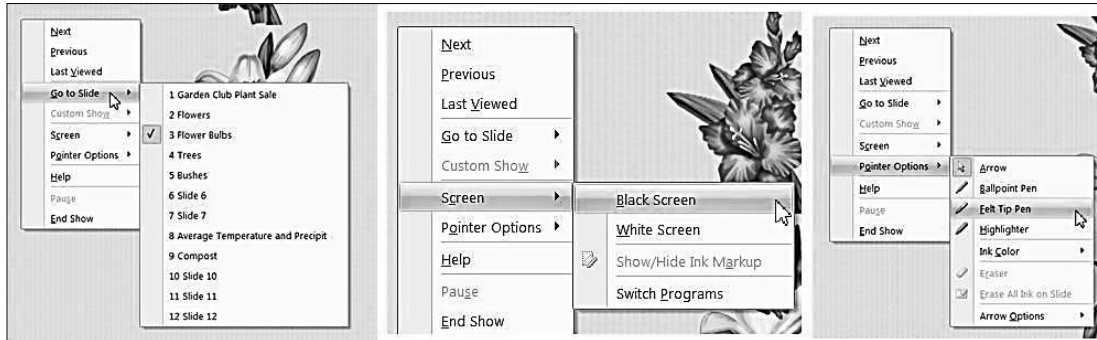 Next
Previous
Last Viewed
Go to Slide
Custom Show
Screen
Pointer Options
Help
Pause
End Show
1 Garden Club Plant Sale
2 Flowers
3 Flower Bulbs
4 Trees
5 Bushes
6 Slide 6
7 Slide 7
8 Average Temperature and Precipit
9 Compost
10 Slide 10
11 Slide 11
12 Slide 12
Next
Previous
Last Viewed
Go to Slide
Custom Show
Screen
Pointer Options
Help
Pause
End Show
Black Screen
White Screen
Show/Hide Ink Markup
Switch Programs
Next
Previous
Last Viewed
Go to Slide
Custom Show
Screen
Pointer Options
Help
Pause
End Show
Arrow
Ballpoint Pen
Felt Tip Pen
Highlighter
Ink Color
Eraser
Erase All Ink on Slide
Arrow Options